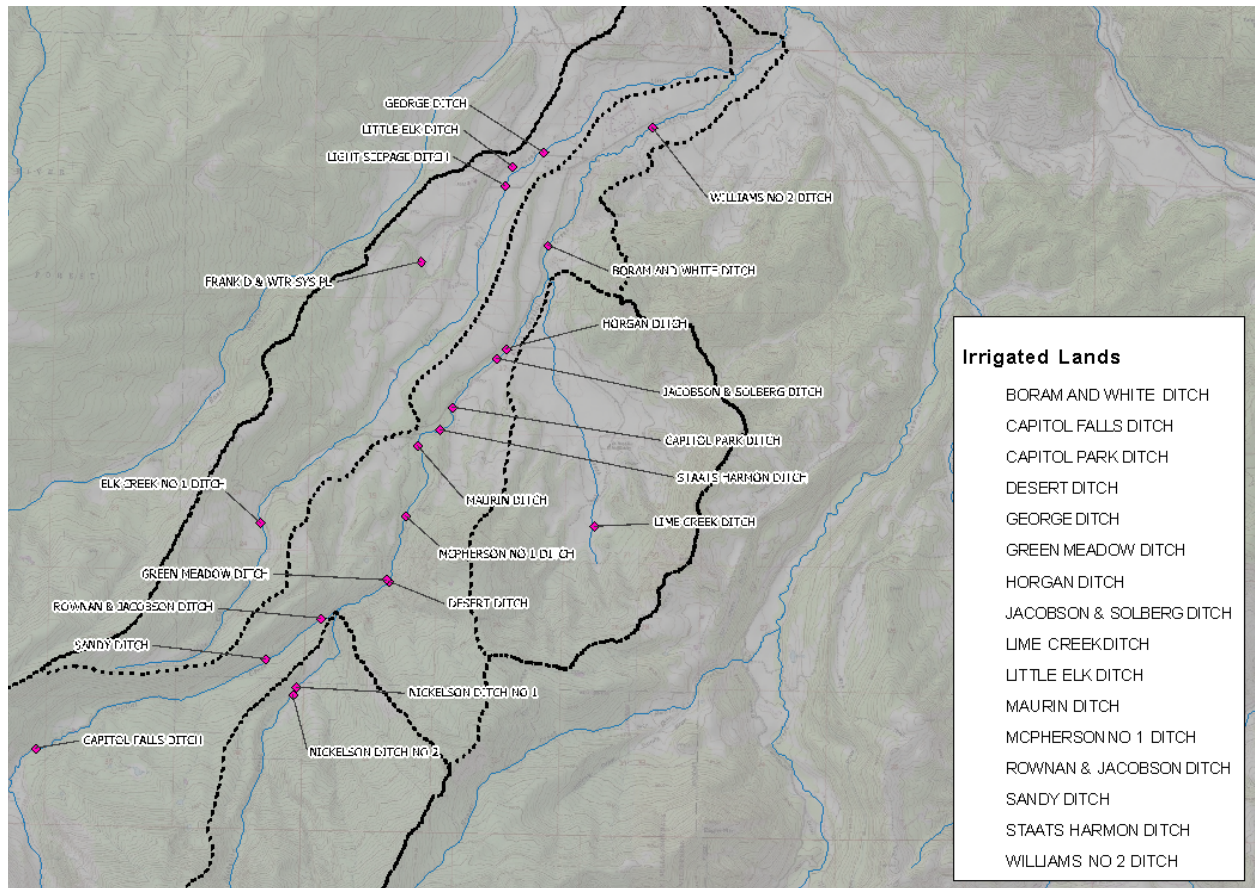 GEORGE DITCH
LITTLE ELK DITCH
LIGHT SEEPAGE DITCH
WILLIAMS NO 2 DITCH
BORAM AND WHITE DITCH
FRANK D & WTR SYS PL
HORGAN DITCH
JACOBSON & SOLBERG DITCH
CAPITOL PARK DITCH
STAATS HARMON DITCH
ELK CREEK NO 1 DITCH
MAURIN DITCH
LIME CREEK DITCH
MCPHERSON NO 1 DITCH
GREEN MEADOW DITCH
DESERT DITCH
ROWNAN & JACOBSON DITCH
SANDY DITCH
NICKELSON DITCH NO 1
CAPITOL FALLS DITCH
NICKELSON DITCH NO 2
Irrigated Lands
BORAM AND WHITE DITCH
CAPITOL FALLS DITCH
CAPITOL PARK DITCH
DESERT DITCH
GEORGE DITCH
GREEN MEADOW DITCH
HORGAN DITCH
JACOBSON & SOLBERG DITCH
LIME CREEK DITCH
LITTLE ELK DITCH
MAURIN DITCH
MCPHERSON NO 1 DITCH
ROWNAN & JACOBSON DITCH
SANDY DITCH
STAATS HARMON DITCH
WILLIAMS NO 2 DITCH